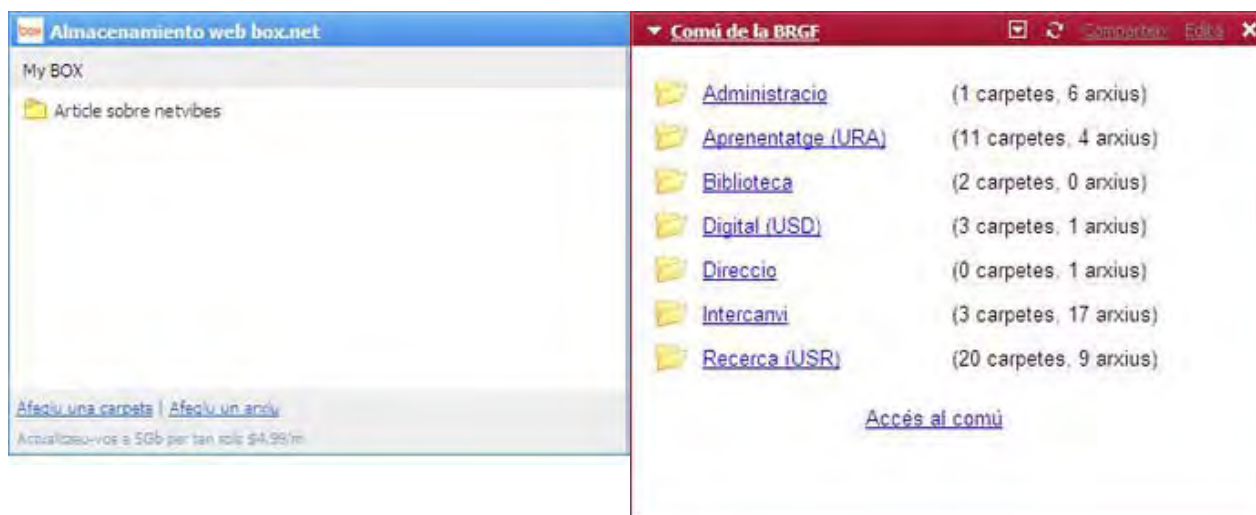 box Almacenamiento web box.net
My BOX
Article sobre netvibes
Afegiu una carpeta | Afegiu un arxiu
Actualitzeu-vos a 5Gb per tan sols $4.99/m
Comú de la BRGF Comparteix Edita
Administracio (1 carpetes, 6 arxius)
Aprenentatge (URA) (11 carpetes, 4 arxius)
Biblioteca (2 carpetes, 0 arxius)
Digital (USD) (3 carpetes, 1 arxius)
Direccio (0 carpetes, 1 arxius)
Intercanvi (3 carpetes, 17 arxius)
Recerca (USR) (20 carpetes, 9 arxius)
Accés al comú